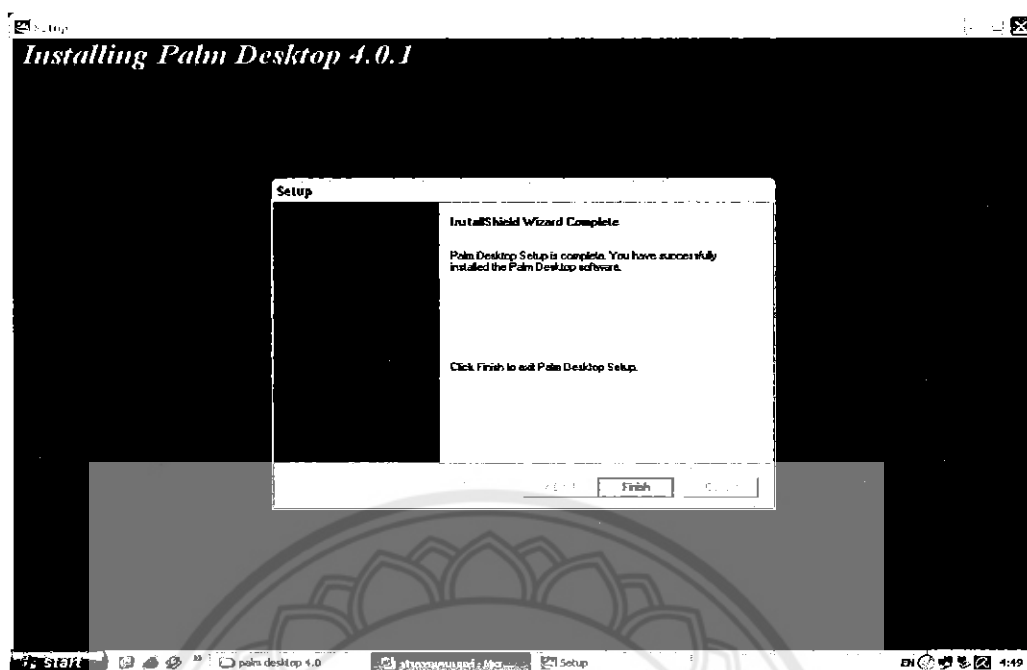 Setup
Installing Palm Desktop 4.0.1
Setup
InstallShield Wizard Complete
Palm Desktop Setup is complete. You have successfully
installed the Palm Desktop software.
Click Finish to exit Palm Desktop Setup.
Finish
start
palm desktop 4.0
Setup
EN
4:49